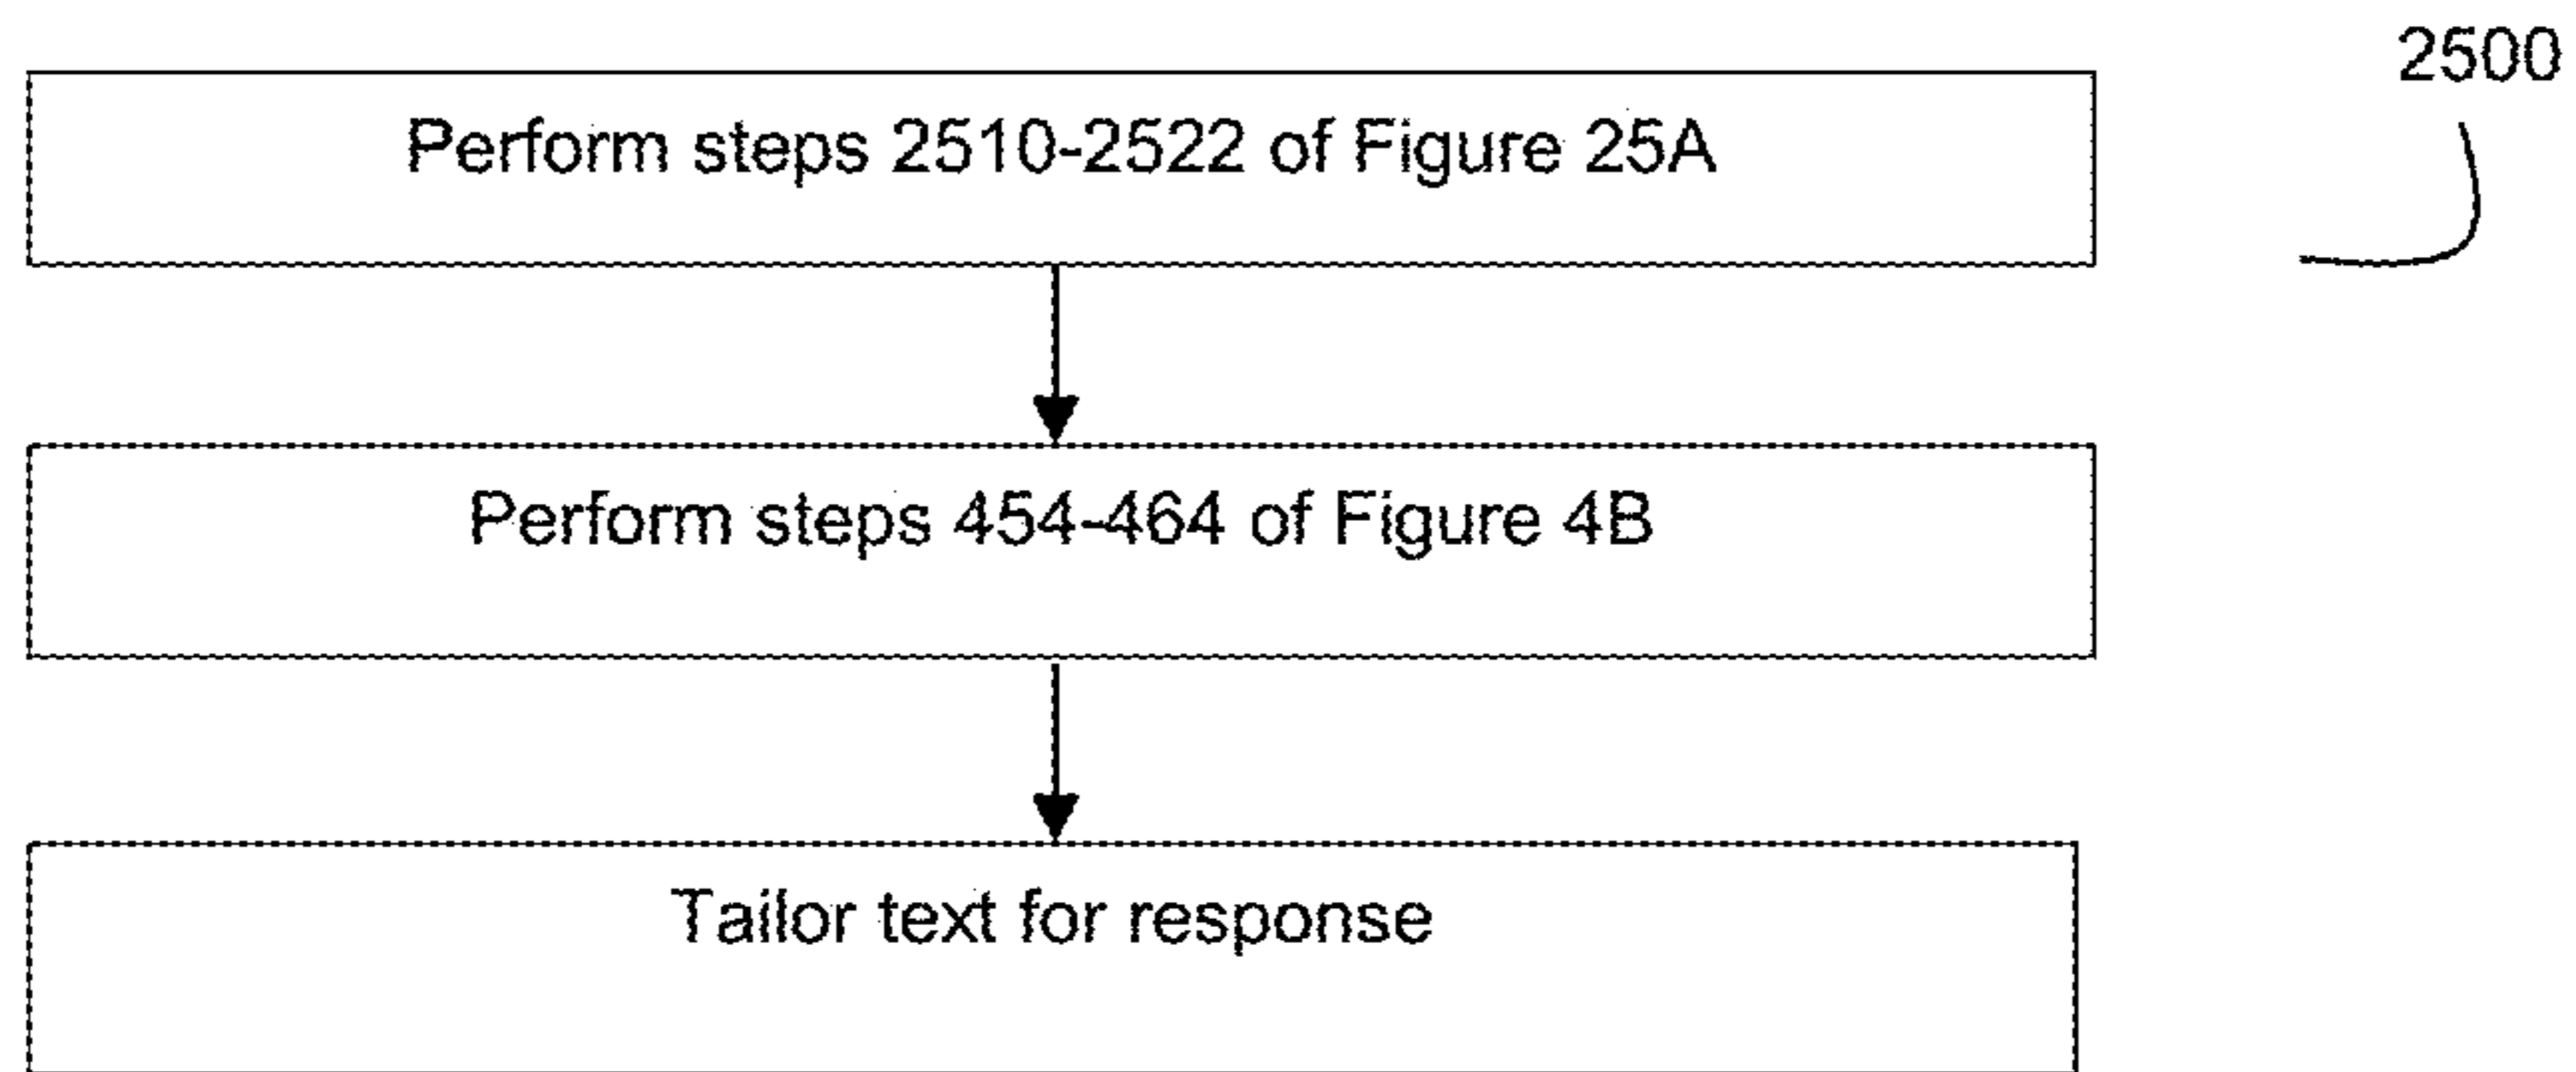 2500
Perform steps 2510-2522 of Figure 25A
Perform steps 454-464 of Figure 4B
Tailor text for response